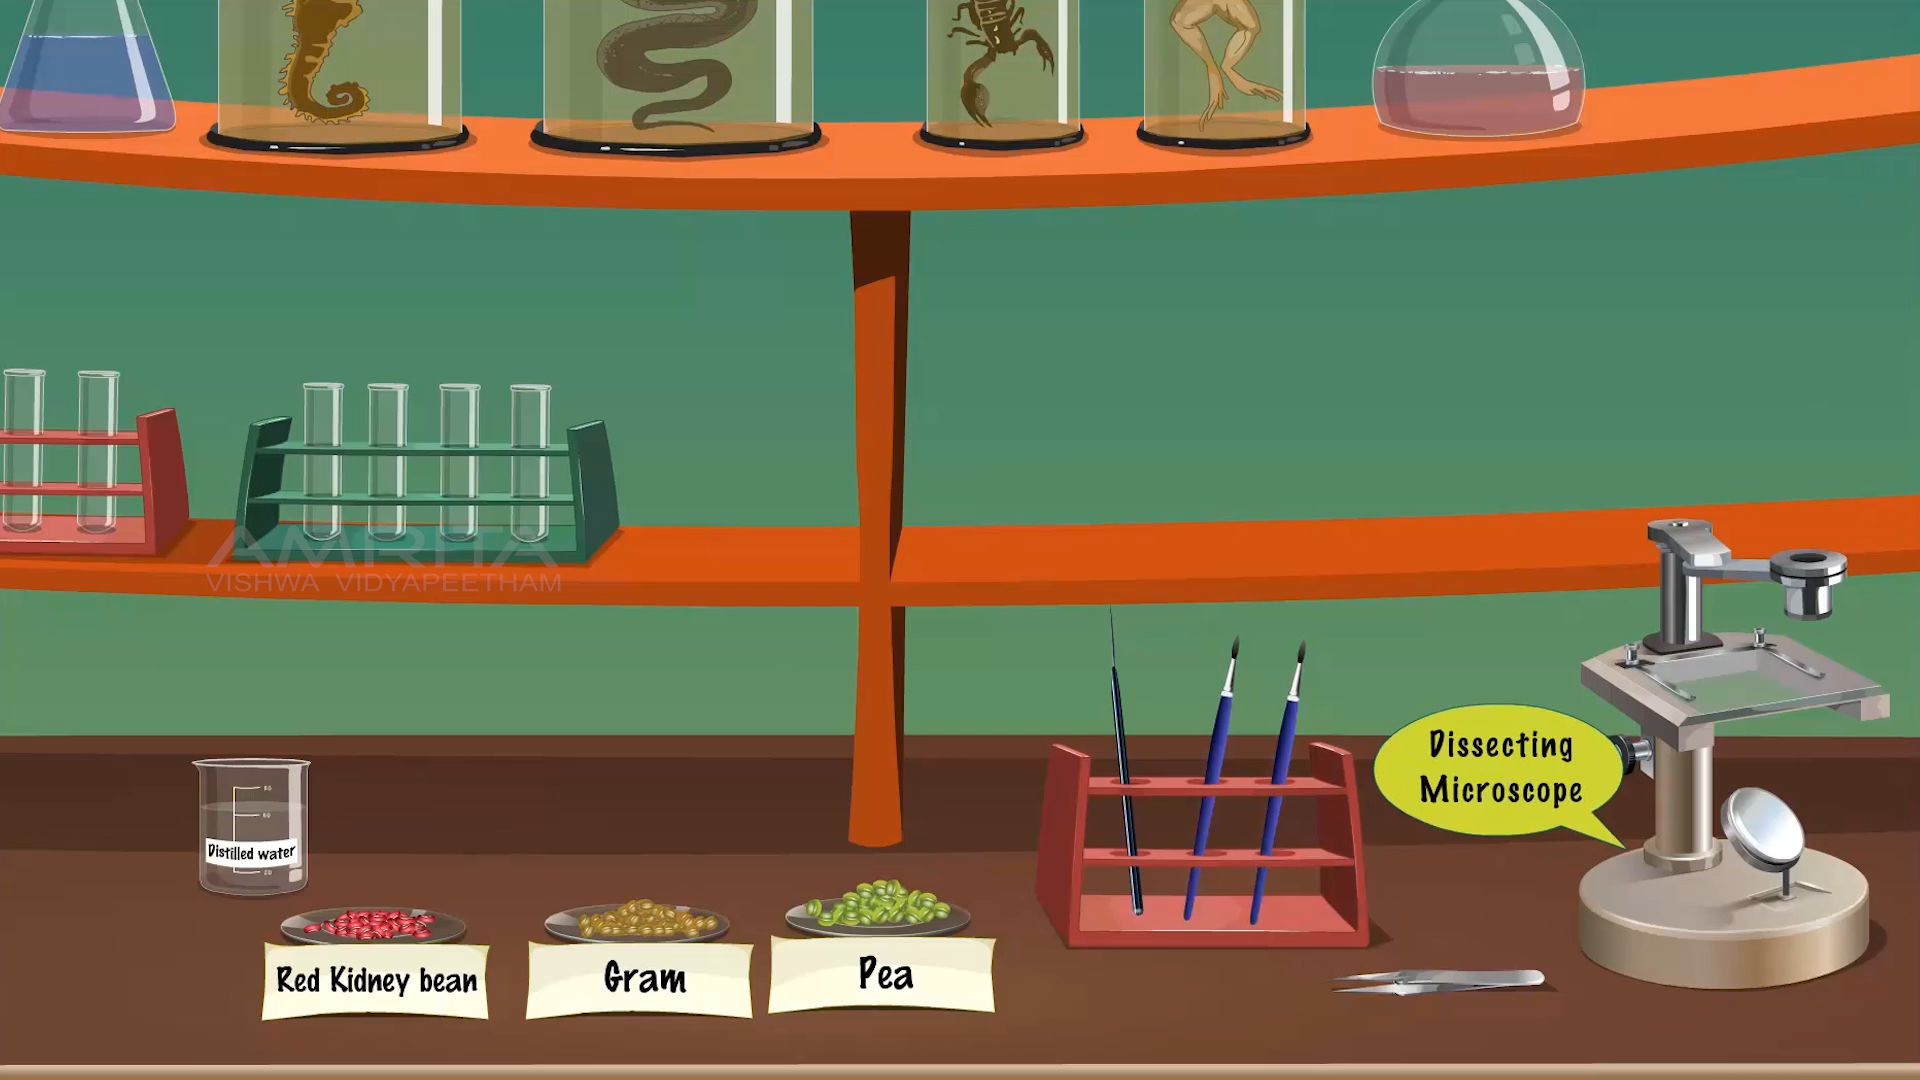 AMRITA
VISHWA VIDYAPEETHAM
Dissecting
Microscope
Distilled water
Red Kidney bean
Gram
Pea